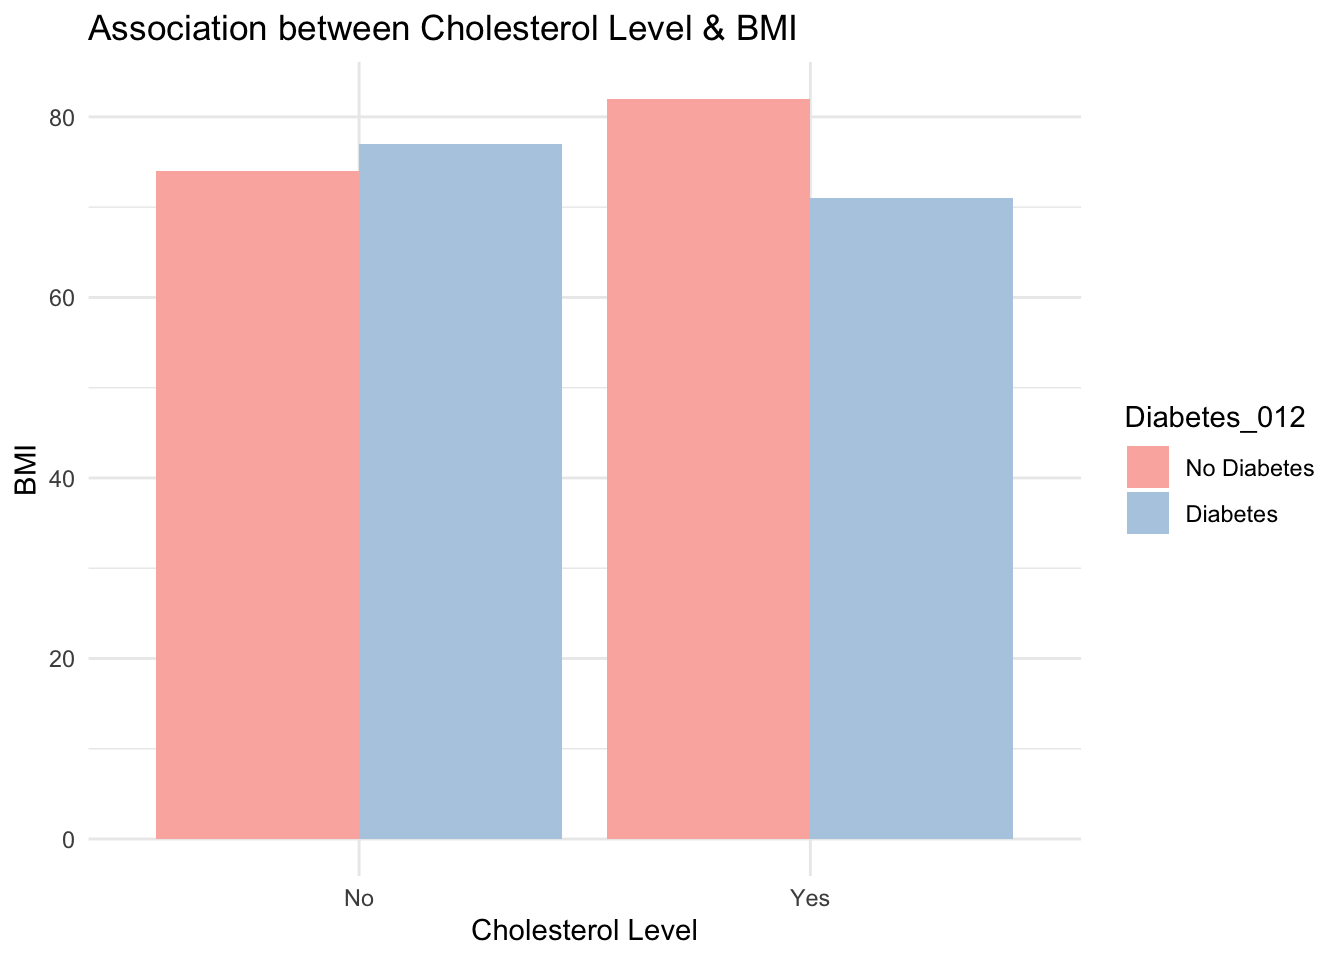 Association between Cholesterol Level & BMI
80
60
40
20
0
BMI
No
Yes
Cholesterol Level
Diabetes_012
No Diabetes
Diabetes